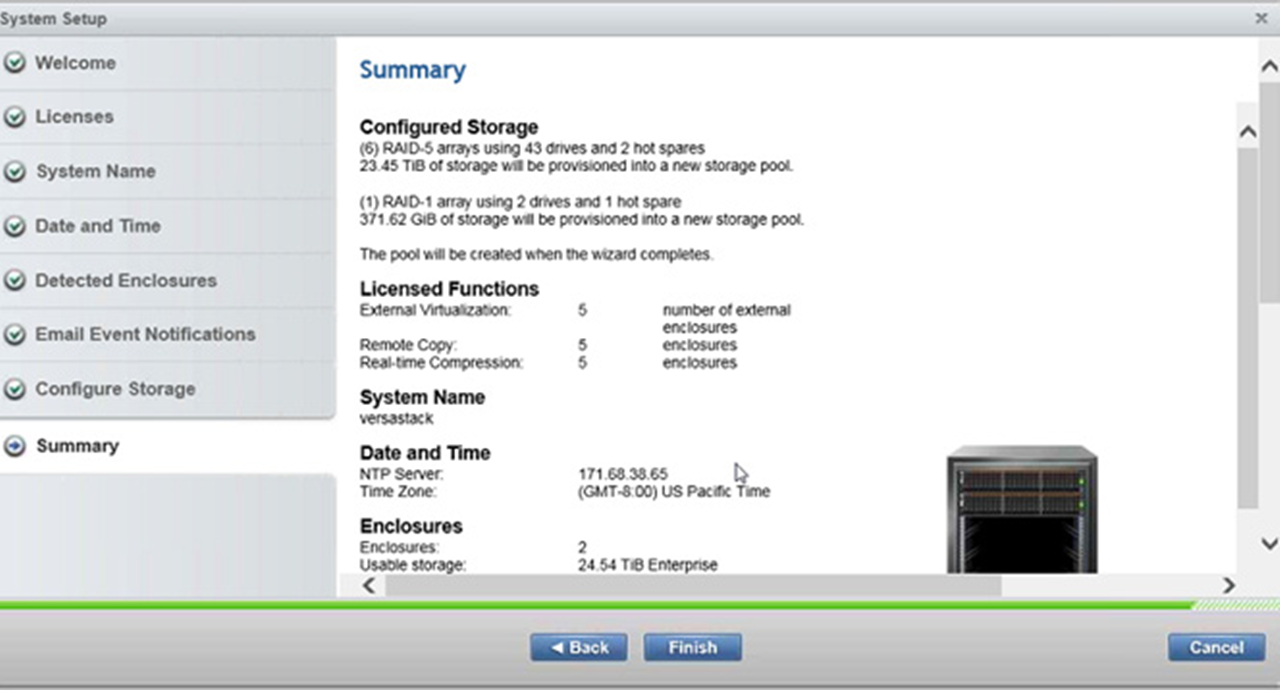 System Setup
Welcome
Licenses
System Name
Date and Time
Detected Enclosures
Email Event Notifications
Configure Storage
Summary
Summary
Configured Storage
(6) RAID-5 arrays using 43 drives and 2 hot spares
23.45 TiB of storage will be provisioned into a new storage pool.
(1) RAID-1 array using 2 drives and 1 hot spare
371.62 GiB of storage will be provisioned into a new storage pool.
The pool will be created when the wizard completes.
Licensed Functions
External Virtualization: 5 number of external
enclosures
Remote Copy: 5 enclosures
Real-time Compression: 5 enclosures
System Name
versastack
Date and Time
NTP Server: 171.68.38.65
Time Zone: (GMT-8:00) US Pacific Time
Enclosures
Enclosures: 2
Usable storage: 24.54 TiB Enterprise
Back Finish Cancel